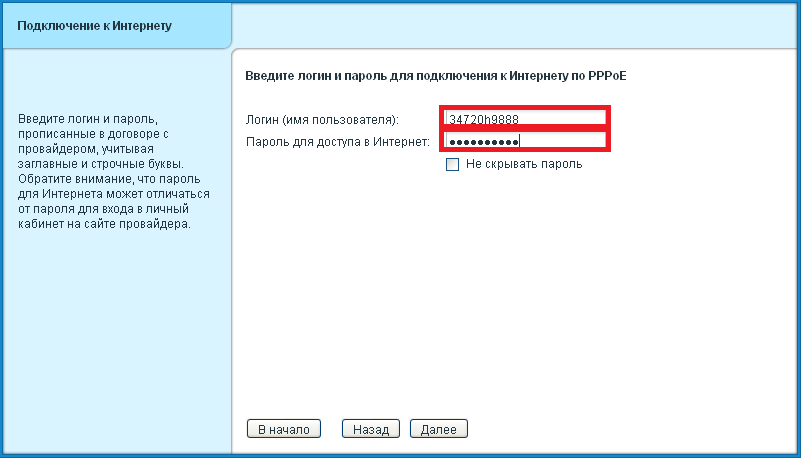 Подключение к Интернету
Введите логин и пароль,
прописанные в договоре с
провайдером, учитывая
заглавные и строчные буквы.
Обратите внимание, что пароль
для Интернета может отличаться
от пароля для входа в личный
кабинет на сайте провайдера.
Введите логин и пароль для подключения к Интернету по PPPoE
Логин (имя пользователя): 34720h9888
Пароль для доступа в Интернет: ●●●●●●●●●●
Не скрывать пароль
В начало Назад Далее